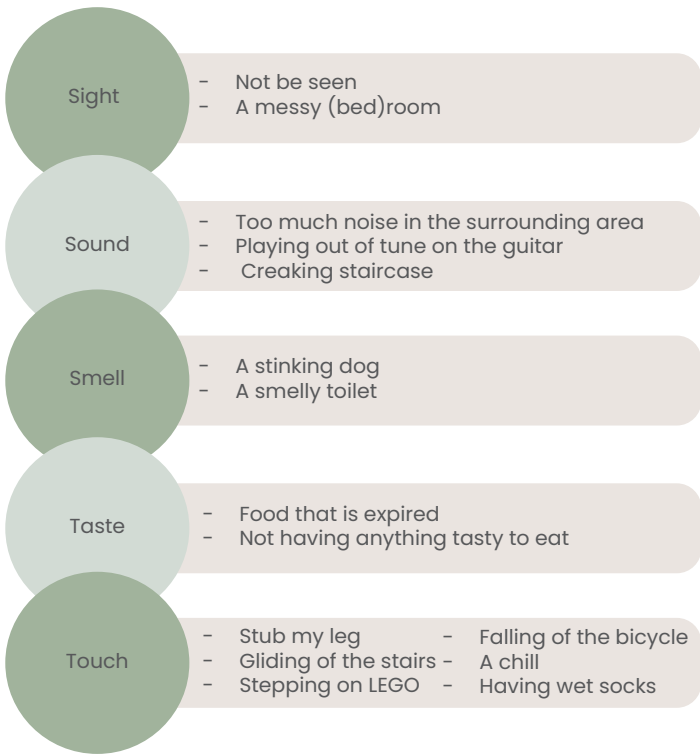 Sight
- Not be seen
- A messy (bed)room
Sound
- Too much noise in the surrounding area
- Playing out of tune on the guitar
- Creaking staircase
Smell
- A stinking dog
- A smelly toilet
Taste
- Food that is expired
- Not having anything tasty to eat
Touch
- Stub my leg
- Gliding of the stairs
- Stepping on LEGO
- Falling of the bicycle
- A chill
- Having wet socks